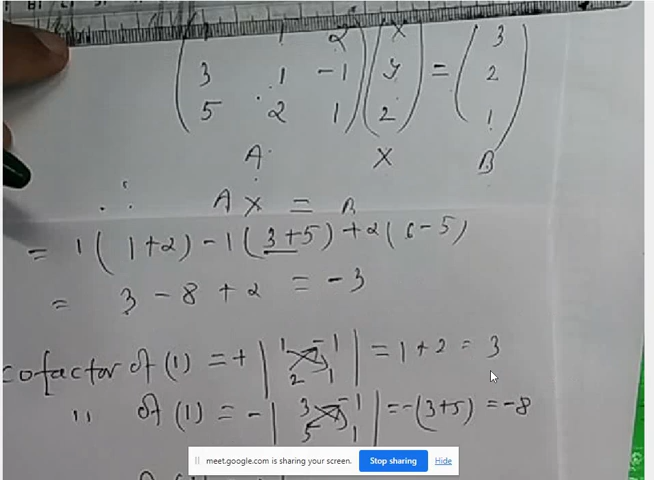 1 1 2 x 3
3 1 -1 y = 2
5 2 1 z 1
A X B
∴ AX = B
= 1(1+2) - 1(3+5) + 2(6-5)
= 3 - 8 + 2 = -3
cofactor of (1) = + | 1 -1 | = 1+2 = 3
2 1
" of (1) = - | 3 -1 | = -(3+5) = -8
5 1
meet.google.com is sharing your screen. Stop sharing Hide